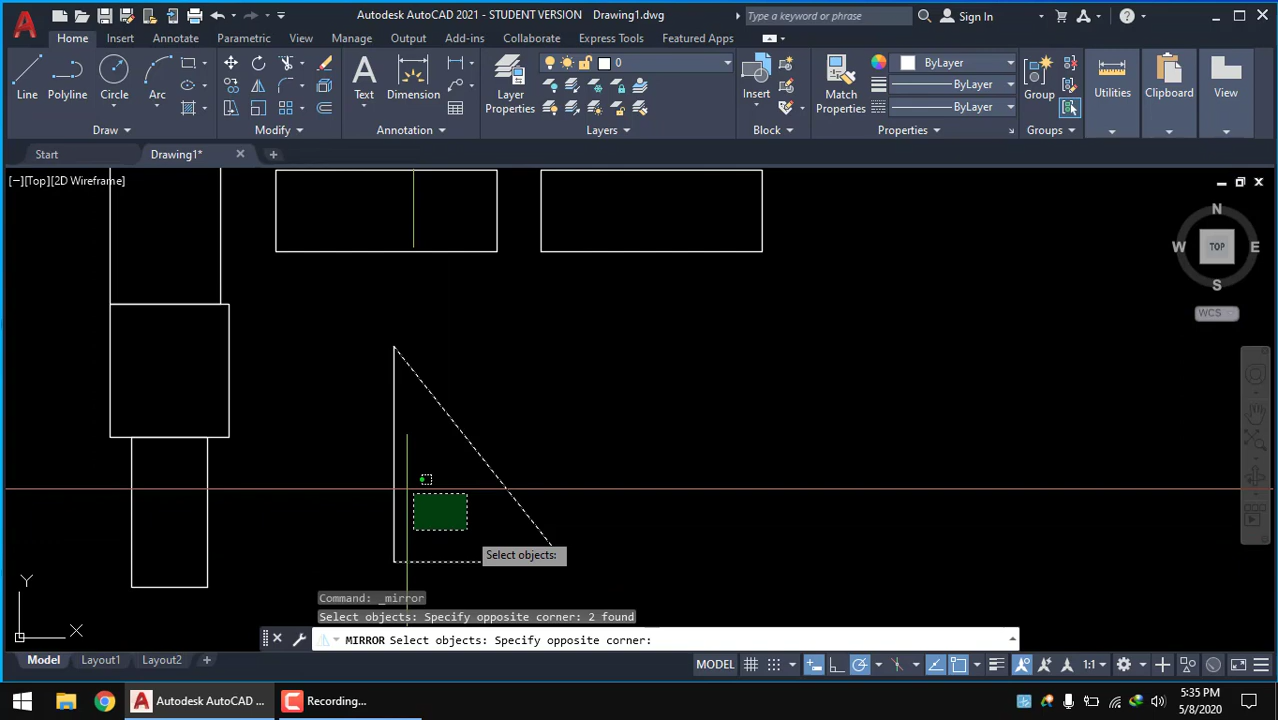 Autodesk AutoCAD 2021 - STUDENT VERSION Drawing1.dwg
Type a keyword or phrase
Sign In
Home Insert Annotate Parametric View Manage Output Add-ins Collaborate Express Tools Featured Apps
0
ByLayer
ByLayer
ByLayer
Line Polyline Circle Arc Text Dimension Layer Properties Insert Match Properties Group Utilities Clipboard View
Draw Modify Annotation Layers Block Properties Groups
Start Drawing1*
[−][Top][2D Wireframe]
N
W TOP E
S
WCS
Select objects:
Y
X
Command: _mirror
Select objects: Specify opposite corner: 2 found
MIRROR Select objects: Specify opposite corner:
Model Layout1 Layout2 +
MODEL 1:1
Autodesk AutoCAD ... Recording...
5:35 PM
5/8/2020